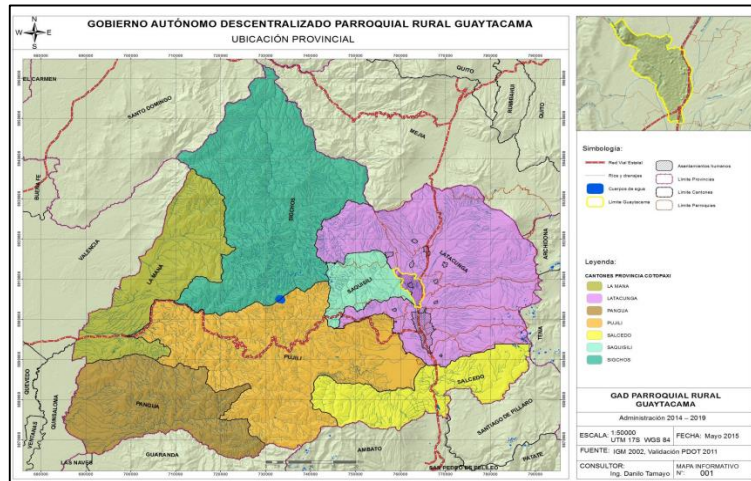 GOBIERNO AUTÓNOMO DESCENTRALIZADO PARROQUIAL RURAL GUAYTACAMA
UBICACIÓN PROVINCIAL
N
W E
S
EL CARMEN
SANTO DOMINGO
QUITO
RUMIÑAHUI
QUITO
MEJIA
BUENA FE
VALENCIA
SIGCHOS
LA MANA
LATACUNGA
ARCHIDONA
SAQUISILI
TENA
PUJILI
QUEVEDO
QUINSALOMA
VENTANAS
PANGUA
SALCEDO
SANTIAGO DE PILLARO
GUARANDA
AMBATO
LAS NAVES
SAN PEDRO DE PELILEO
PATATE
Simbología:
Red Vial Estatal
Ríos y drenajes
Cuerpos de agua
Límite Guaytacama
Asentamientos humanos
Límite Provincias
Límite Cantones
Límite Parroquias
Leyenda:
CANTONES PROVINCIA COTOPAXI
LA MANA
LATACUNGA
PANGUA
PUJILI
SALCEDO
SAQUISILI
SIGCHOS
GAD PARROQUIAL RURAL
GUAYTACAMA
Administración 2014 – 2019
ESCALA: 1:50000
UTM 17S WGS 84
FECHA: Mayo 2015
FUENTE: IGM 2002, Validación PDOT 2011
CONSULTOR:
Ing. Danilo Tamayo
MAPA INFORMATIVO
N°: 001